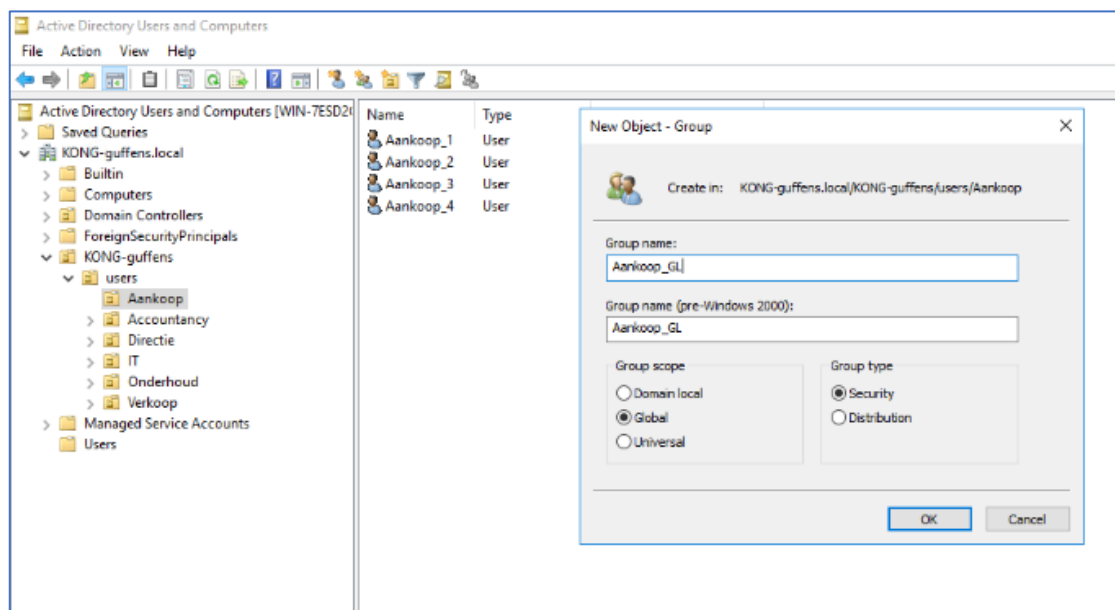 Active Directory Users and Computers
File Action View Help
Active Directory Users and Computers [WIN-7ESD2
Saved Queries
KONG-guffens.local
Builtin
Computers
Domain Controllers
ForeignSecurityPrincipals
KONG-guffens
users
Aankoop
Accountancy
Directie
IT
Onderhoud
Verkoop
Managed Service Accounts
Users
Name Type
Aankoop_1 User
Aankoop_2 User
Aankoop_3 User
Aankoop_4 User
New Object - Group
Create in: KONG-guffens.local/KONG-guffens/users/Aankoop
Group name:
Aankoop_GL
Group name (pre-Windows 2000):
Aankoop_GL
Group scope
Domain local
Global
Universal
Group type
Security
Distribution
OK Cancel